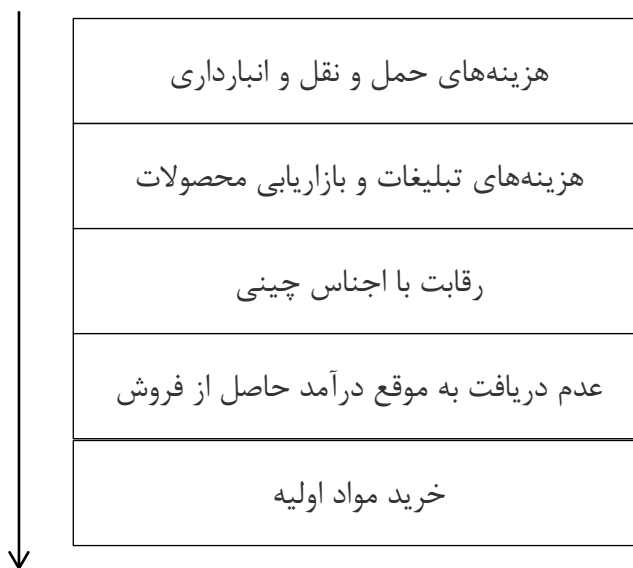 هزینه‌های حمل و نقل و انبارداری
هزینه‌های تبلیغات و بازاریابی محصولات
رقابت با اجناس چینی
عدم دریافت به موقع درآمد حاصل از فروش
خرید مواد اولیه